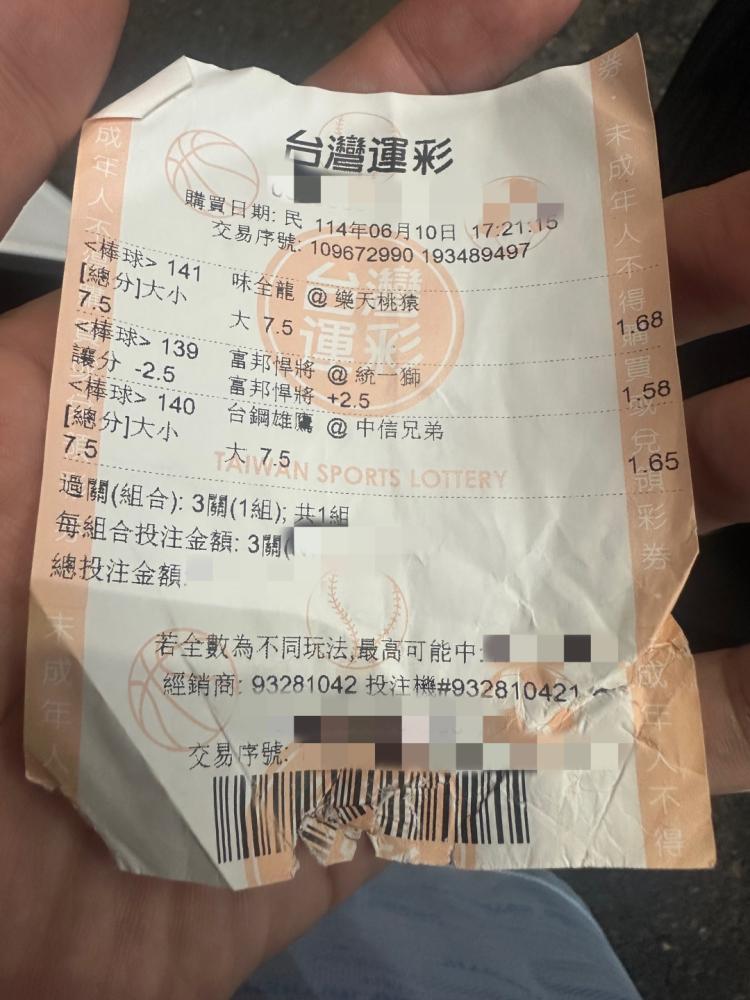 台灣運彩
購買日期: 民 114年06月10日 17:21:15
交易序號: 109672990 193489497
<棒球> 141 味全龍 @ 樂天桃猿
[總分]大小
7.5 大 7.5 1.68
<棒球> 139 富邦悍將 @ 統一獅
讓分 -2.5 富邦悍將 +2.5 1.58
<棒球> 140 台鋼雄鷹 @ 中信兄弟
[總分]大小
7.5 大 7.5 1.65
台灣運彩
TAIWAN SPORTS LOTTERY
過關(組合): 3關(1組); 共1組
每組合投注金額: 3關(
總投注金額
若全數為不同玩法,最高可能中
經銷商: 93281042 投注機#932810421
交易序號:
成年人不得
未成年人
券・未成年人不得購買或兌領彩券・
成年人不得